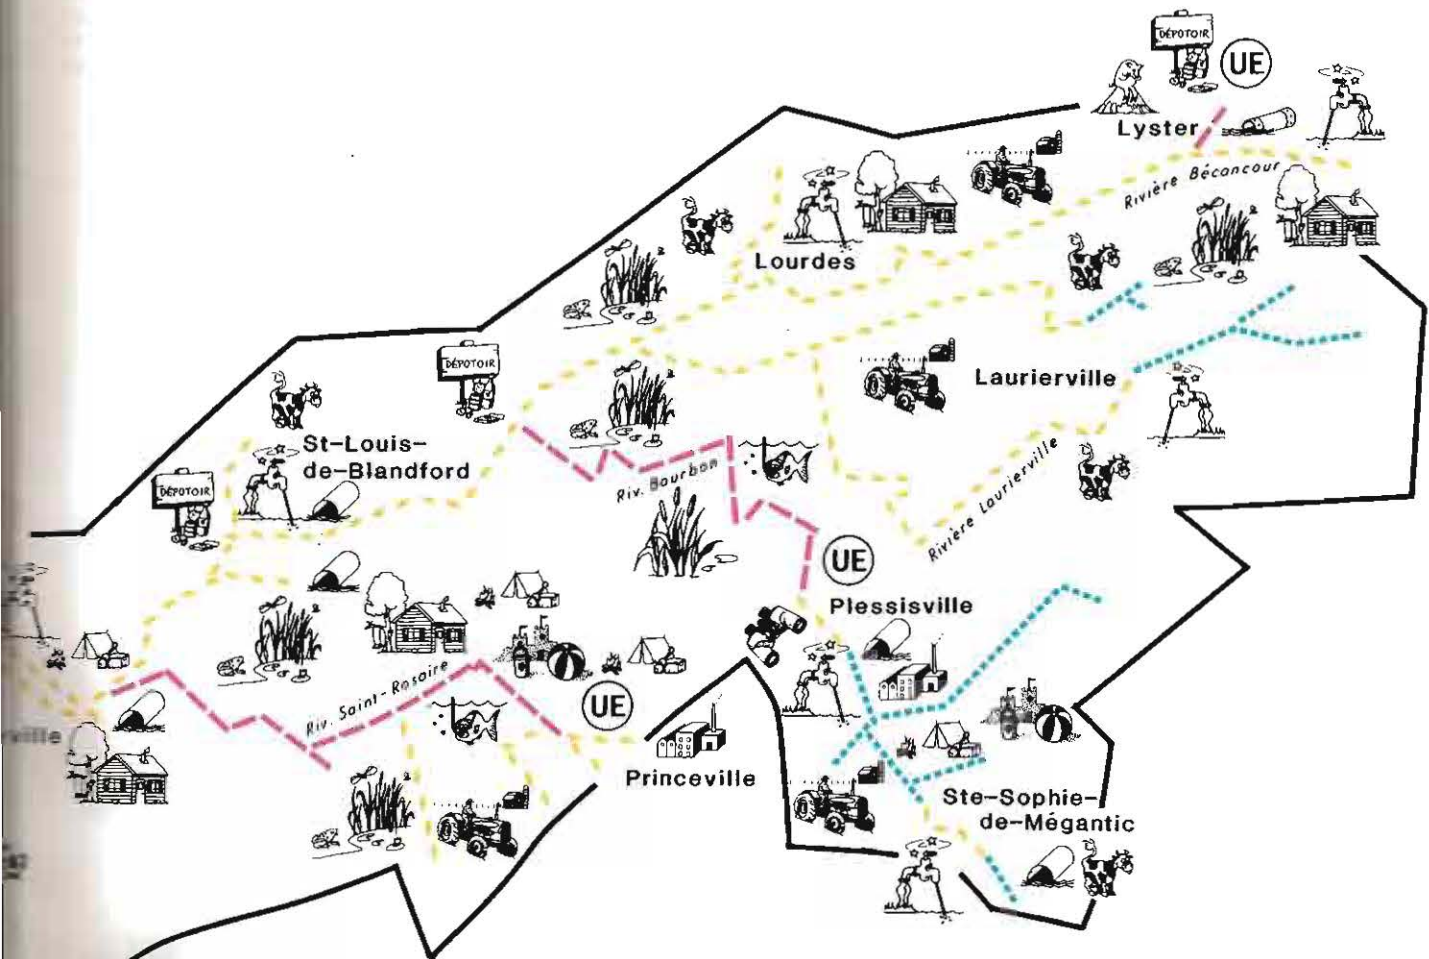 DÉPOTOIR
UE
Lyster
Rivière Bécancour
Lourdes
DÉPOTOIR
Laurierville
St-Louis-
de-Blandford
Riv. Bourbon
DÉPOTOIR
Rivière Laurierville
UE
Plessisville
Riv. Saint-Rosaire
UE
ville
Princeville
Ste-Sophie-
de-Mégantic